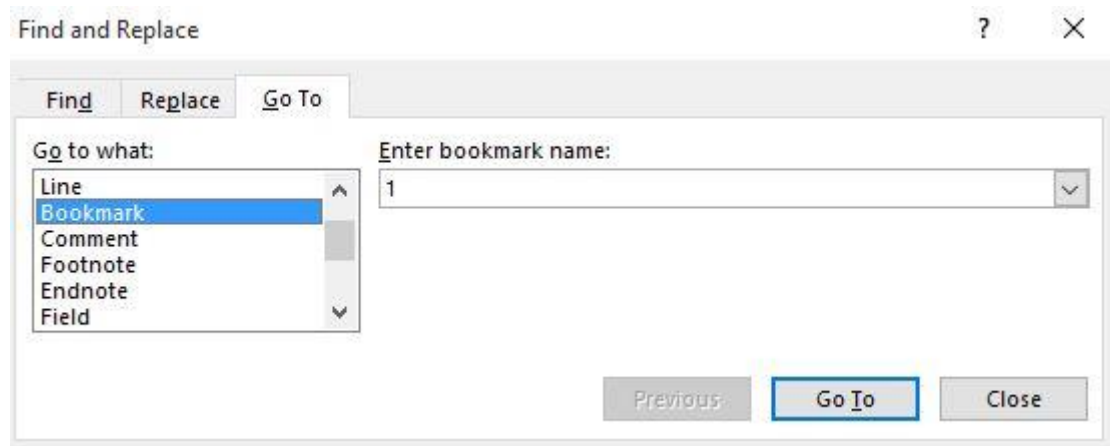 Find and Replace ?
Find Replace Go To
Go to what: Enter bookmark name:
Line 1
Bookmark
Comment
Footnote
Endnote
Field
Previous Go To Close